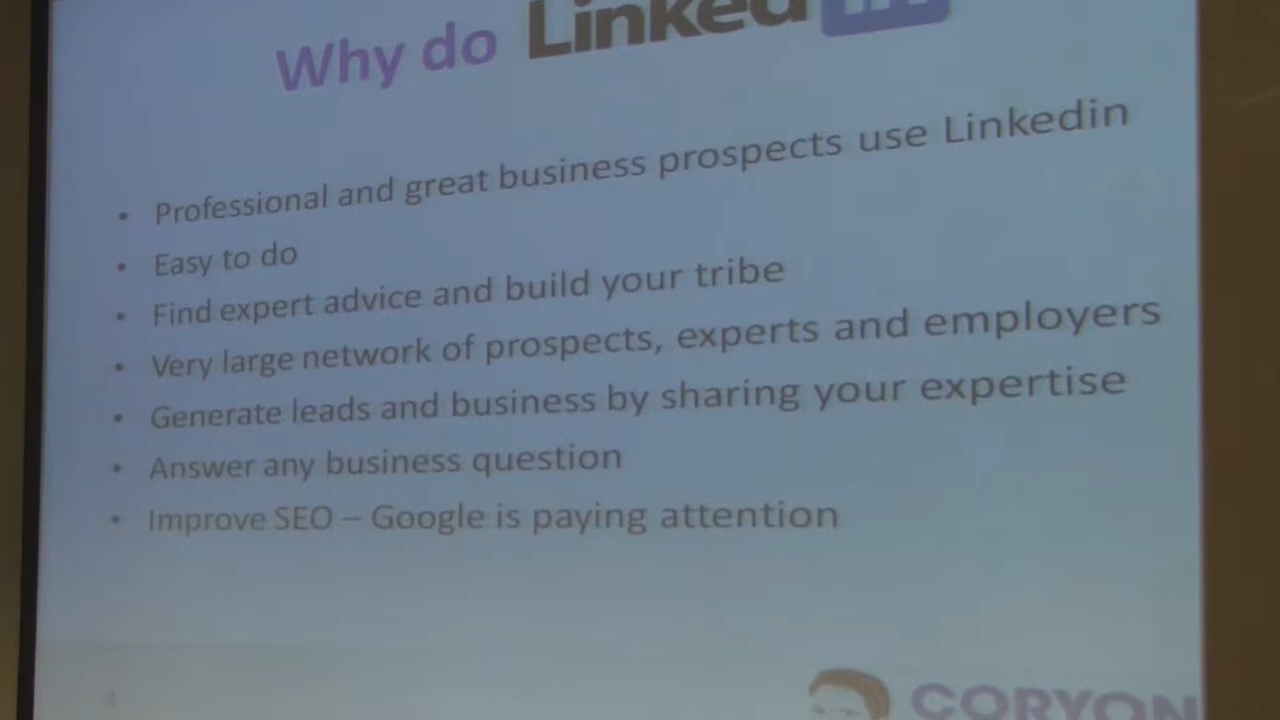 Why do Linked in
• Professional and great business prospects use Linkedin
• Easy to do
• Find expert advice and build your tribe
• Very large network of prospects, experts and employers
• Generate leads and business by sharing your expertise
• Answer any business question
• Improve SEO – Google is paying attention
4
CORYON